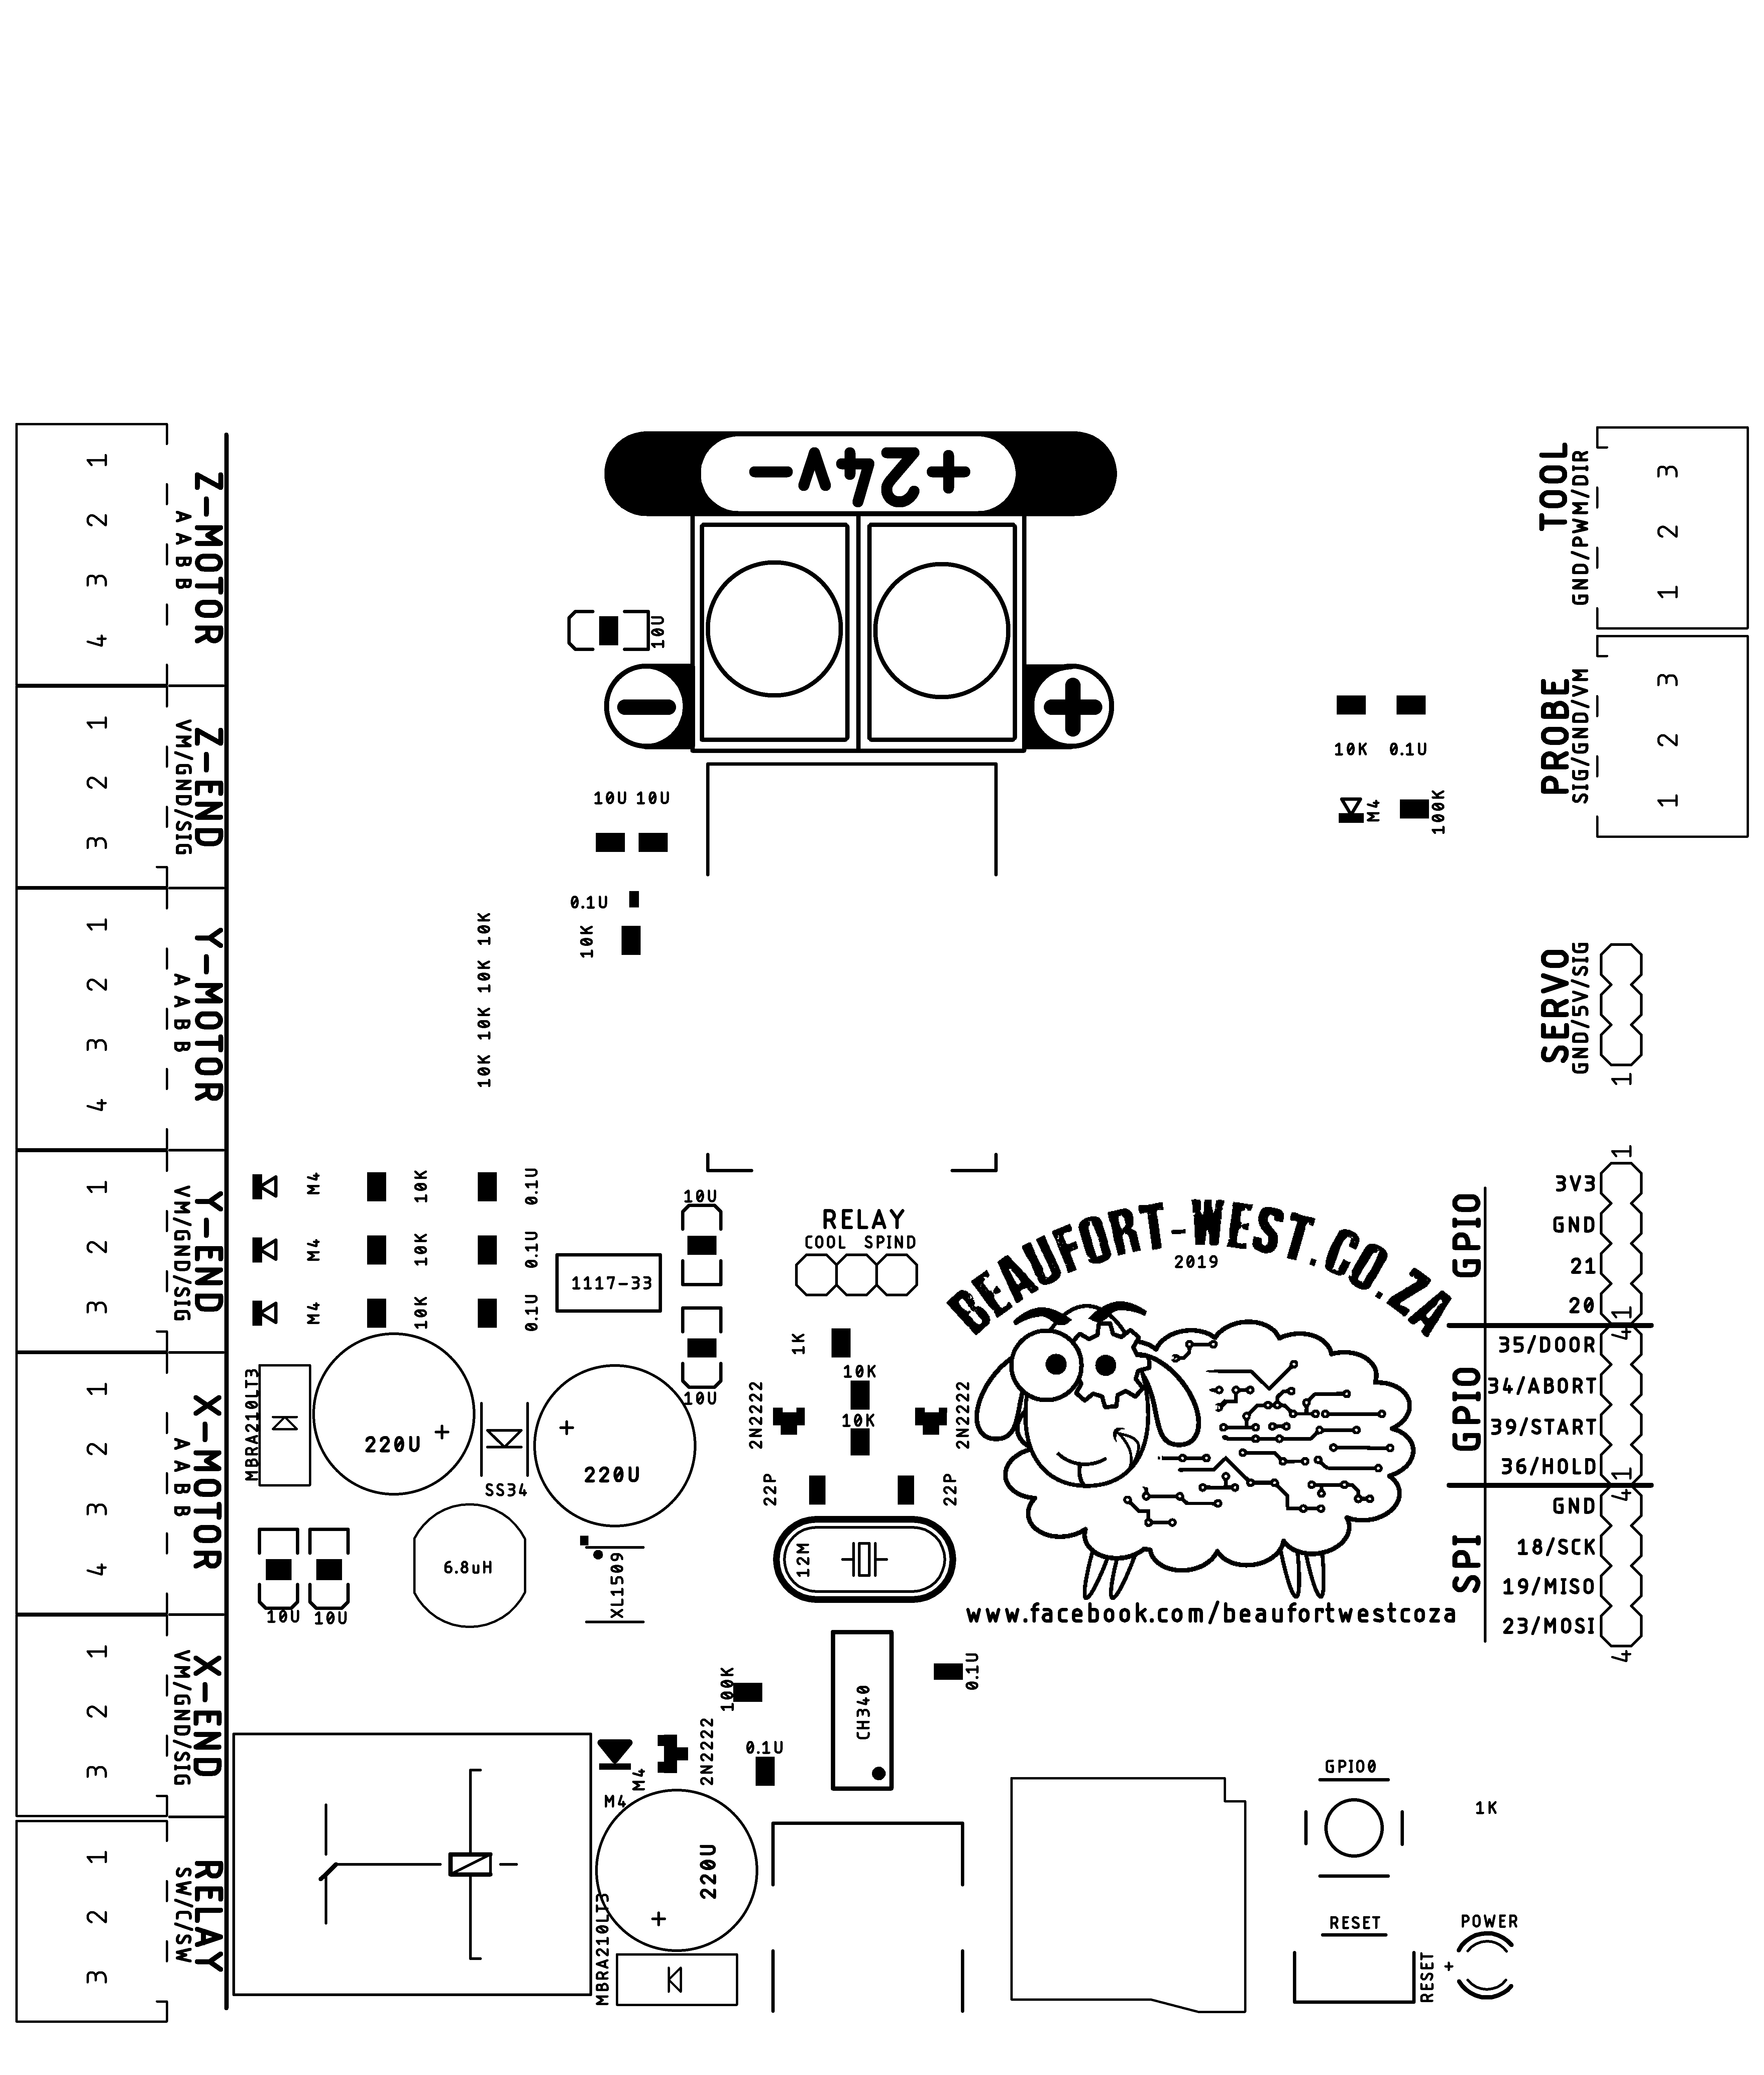 +24v-
1
2
3
4
Z-MOTOR
A A B B
1
2
3
Z-END
VM/GND/SIG
1
2
3
4
Y-MOTOR
A A B B
1
2
3
Y-END
VM/GND/SIG
1
2
3
4
X-MOTOR
A A B B
1
2
3
X-END
VM/GND/SIG
1
2
3
RELAY
SW/C/SW
10U
- +
10U 10U
0.1U
10K
10K 10K 10K 10K 10K
M4 10K 0.1U
M4 10K 0.1U
M4 10K 0.1U
1117-33
10U
10U
MBRA210LT3
220U +
SS34
+ 220U
10U 10U
6.8uH
XL1509
RELAY
COOL SPIND
1K
10K
10K
2N2222
2N2222
22P
22P
12M
100K
CH340
0.1U
0.1U
M4
M4
2N2222
220U
+
MBRA210LT3
BEAUFORT-WEST.CO.ZA
2019
www.facebook.com/beaufortwestcoza
TOOL
GND/PWM/DIR
3
2
1
PROBE
SIG/GND/VM
3
2
1
10K 0.1U
M4 100K
SERVO
GND/5V/SIG
1
1
GPIO
3V3
GND
21
20
4
1
GPIO
35/DOOR
34/ABORT
39/START
36/HOLD
4
1
SPI
GND
18/SCK
19/MISO
23/MOSI
4
GPIO0
1K
RESET
RESET
POWER
+